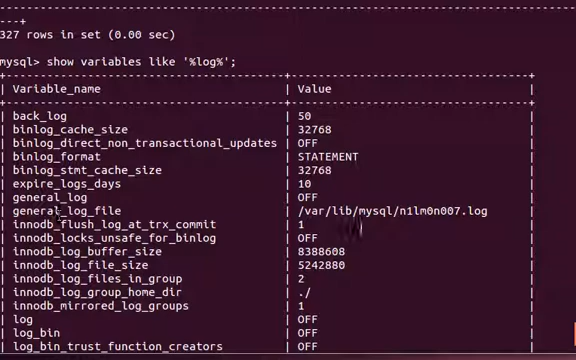 ---+
327 rows in set (0.00 sec)
mysql> show variables like '%log%';
| Variable_name | Value |
| back_log | 50 |
| binlog_cache_size | 32768 |
| binlog_direct_non_transactional_updates | OFF |
| binlog_format | STATEMENT |
| binlog_stmt_cache_size | 32768 |
| expire_logs_days | 10 |
| general_log | OFF |
| general_log_file | /var/lib/mysql/n1lm0n007.log |
| innodb_flush_log_at_trx_commit | 1 |
| innodb_locks_unsafe_for_binlog | OFF |
| innodb_log_buffer_size | 8388608 |
| innodb_log_file_size | 5242880 |
| innodb_log_files_in_group | 2 |
| innodb_log_group_home_dir | ./ |
| innodb_mirrored_log_groups | 1 |
| log | OFF |
| log_bin | OFF |
| log_bin_trust_function_creators | OFF |